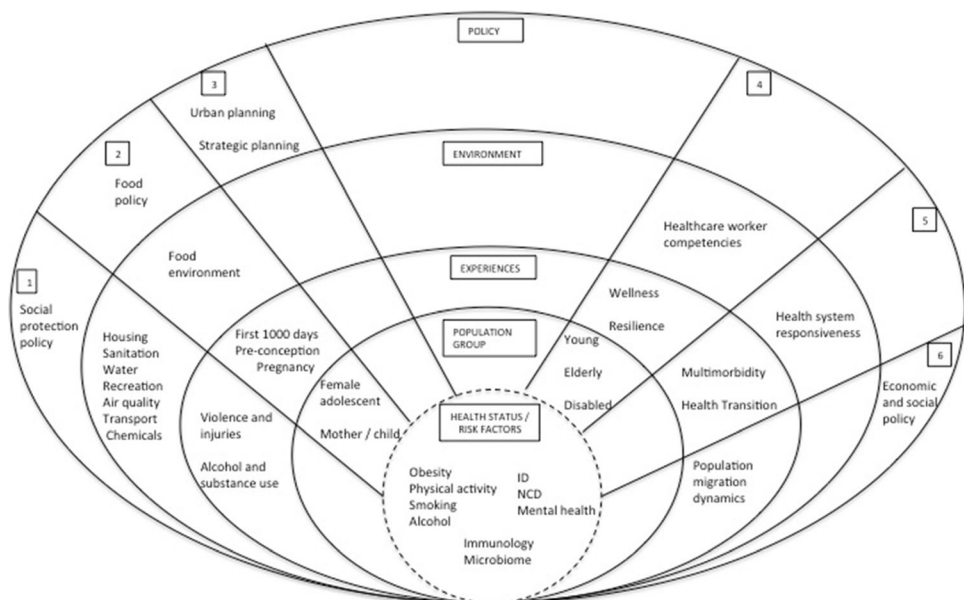 POLICY
3
4
Urban planning
Strategic planning
2
Food
policy
ENVIRONMENT
5
Healthcare worker
competencies
Food
environment
EXPERIENCES
1
Social
protection
policy
Wellness
Resilience
Health system
responsiveness
Housing
Sanitation
Water
Recreation
Air quality
Transport
Chemicals
First 1000 days
Pre-conception
Pregnancy
POPULATION
GROUP
Young
Elderly
Disabled
6
Economic
and social
policy
Female
adolescent
Mother / child
Multimorbidity
Health Transition
Violence and
injuries
Alcohol and
substance use
HEALTH STATUS /
RISK FACTORS
Obesity
Physical activity
Smoking
Alcohol
ID
NCD
Mental health
Population
migration
dynamics
Immunology
Microbiome